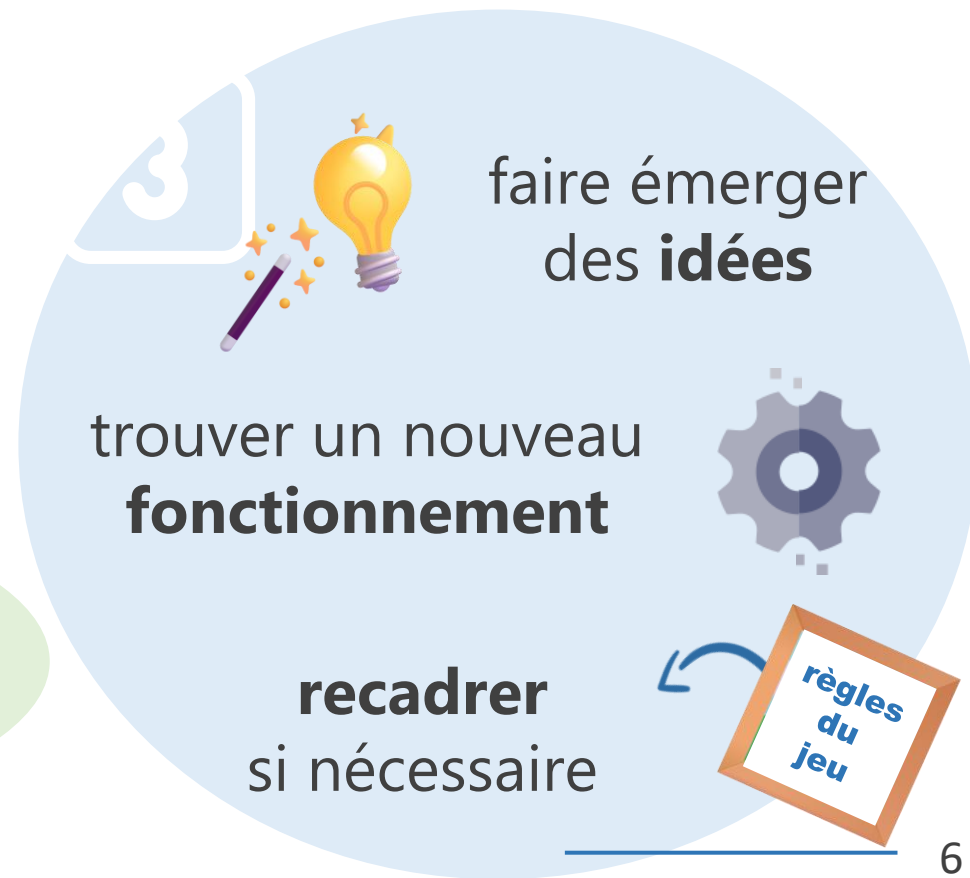 3
faire émerger
des idées
trouver un nouveau
fonctionnement
recadrer
si nécessaire
règles
du
jeu
6